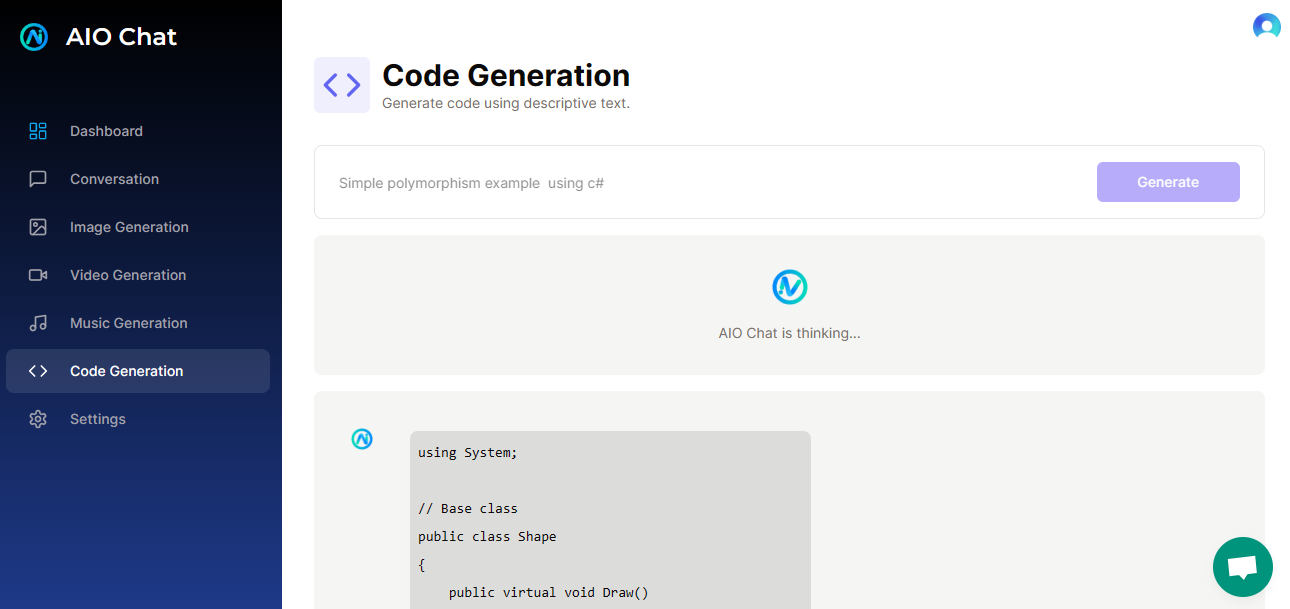 AIO Chat
Dashboard
Conversation
Image Generation
Video Generation
Music Generation
Code Generation
Settings
Code Generation
Generate code using descriptive text.
Simple polymorphism example  using c#
Generate
AIO Chat is thinking...
using System;
// Base class
public class Shape
{
    public virtual void Draw()